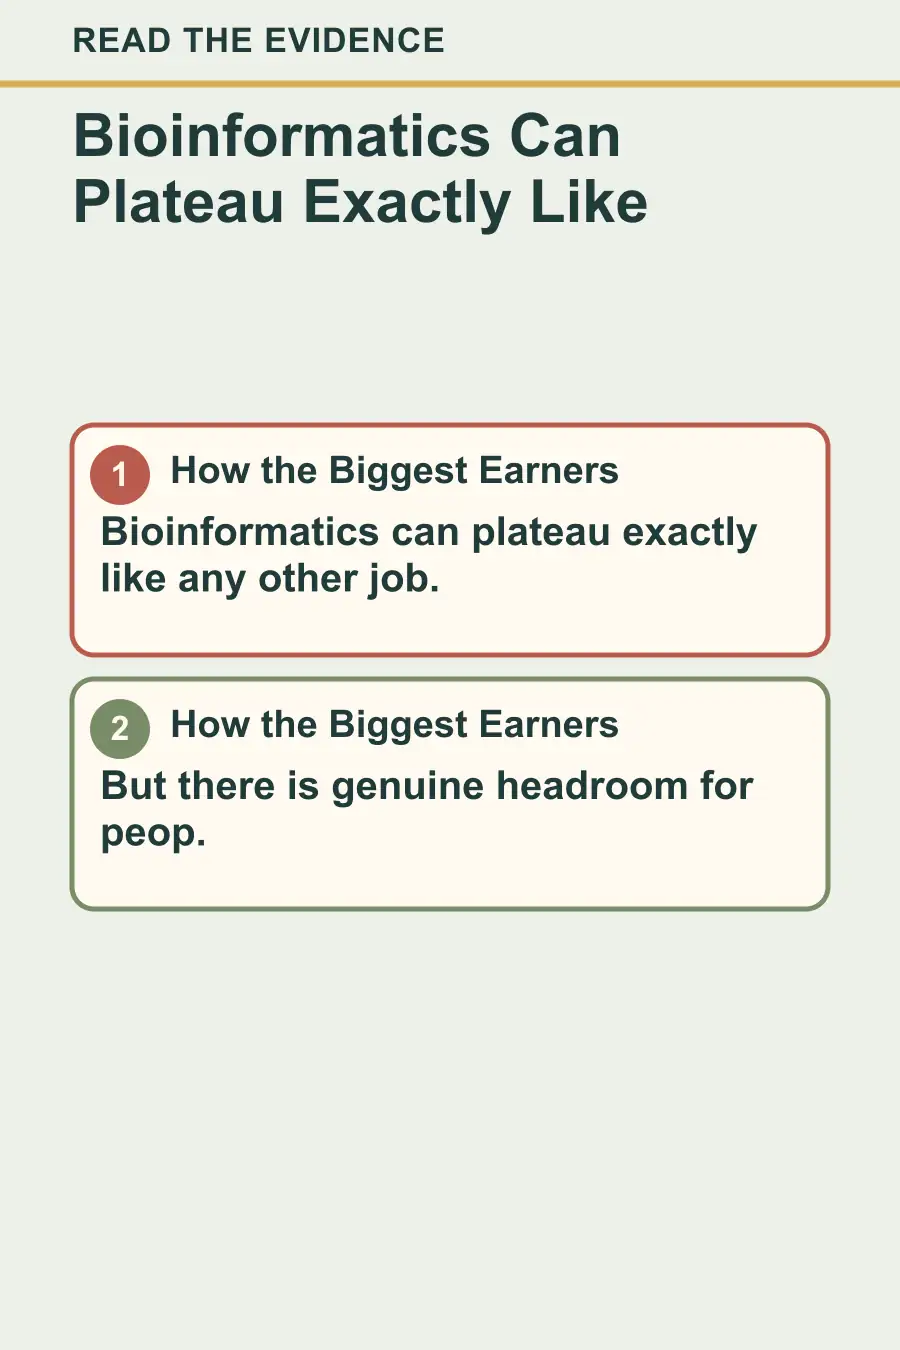 READ THE EVIDENCE
Bioinformatics Can
Plateau Exactly Like
1 How the Biggest Earners
Bioinformatics can plateau exactly
like any other job.
2 How the Biggest Earners
But there is genuine headroom for
peop.